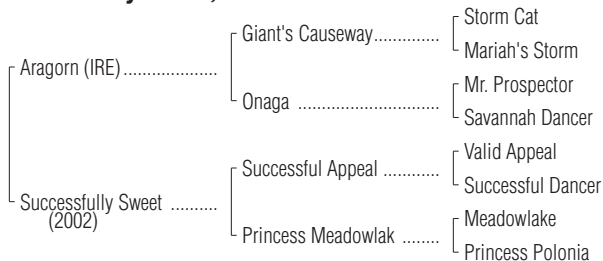 Storm Cat
Giant's Causeway..............
Mariah's Storm
Aragorn (IRE)....................
Mr. Prospector
Onaga ..............................
Savannah Dancer
Valid Appeal
Successful Appeal ............
Successful Dancer
Successfully Sweet ..........
(2002)
Meadowlake
Princess Meadowlak ........
Princess Polonia